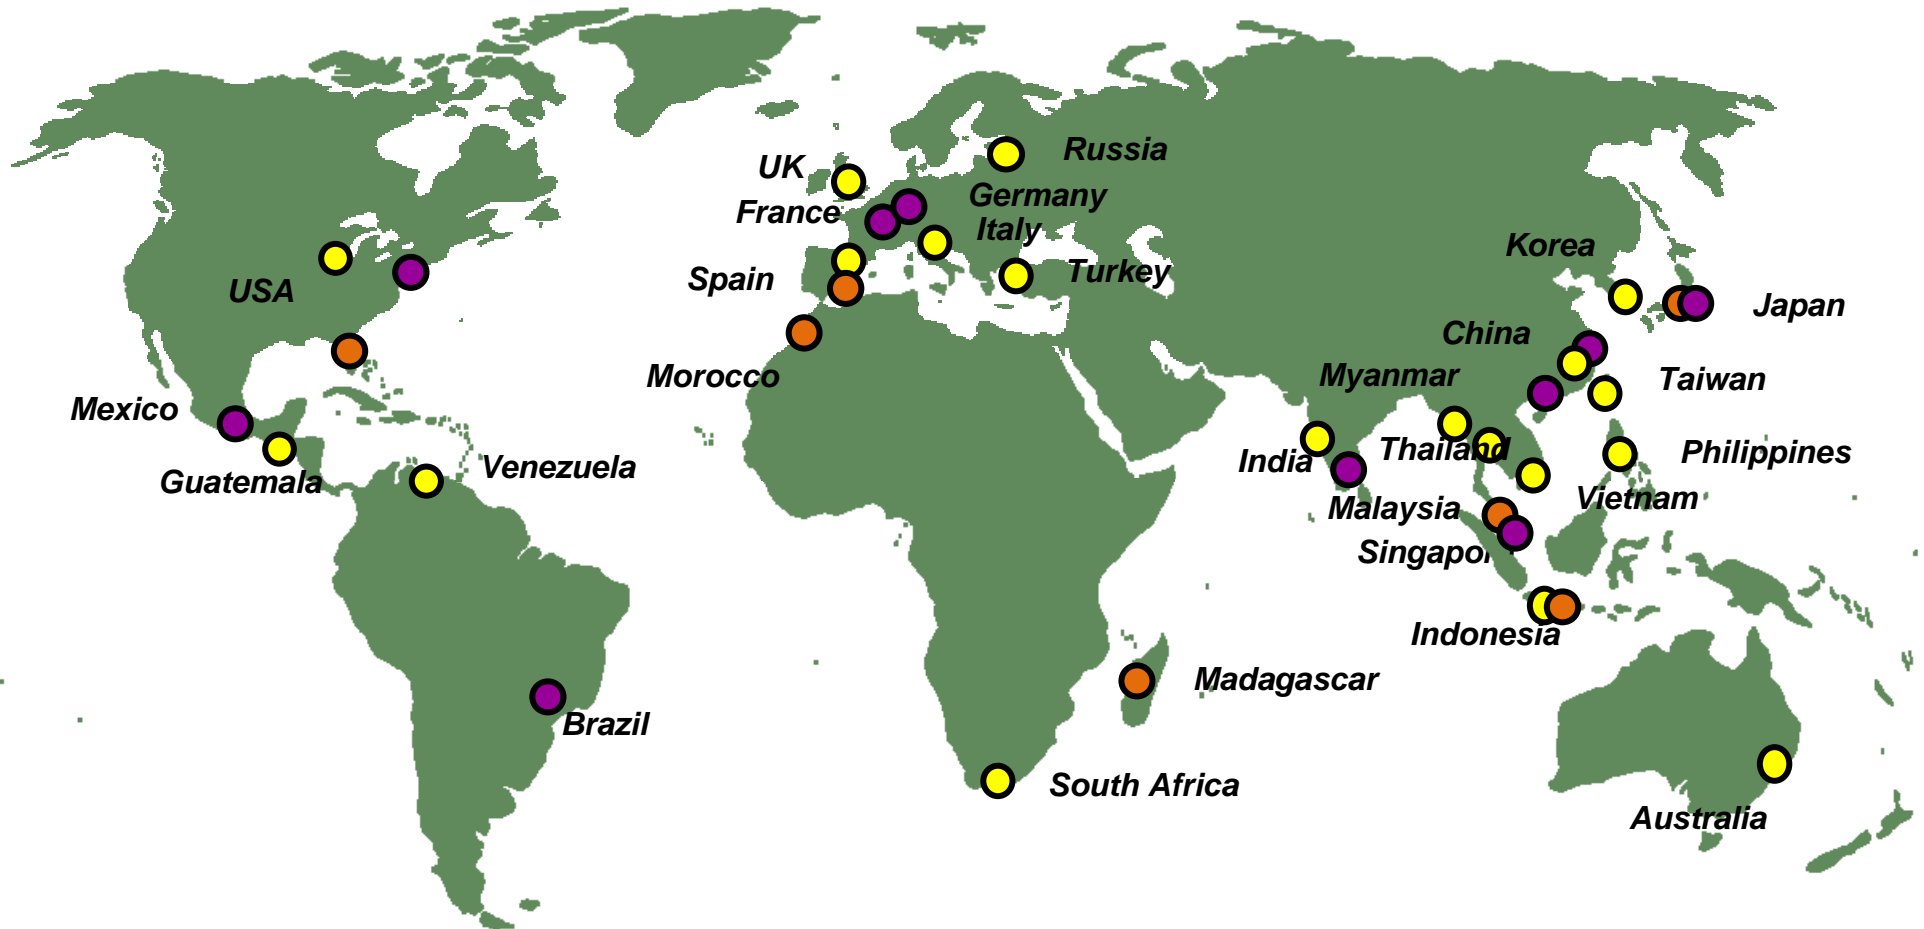 Russia
UK
Germany
France
Italy
Korea
Turkey
Spain
USA
Japan
China
Morocco
Myanmar
Taiwan
Mexico
Thailand
Philippines
India
Venezuela
Guatemala
Vietnam
Malaysia
Singapor
Indonesia
Madagascar
Brazil
South Africa
Australia